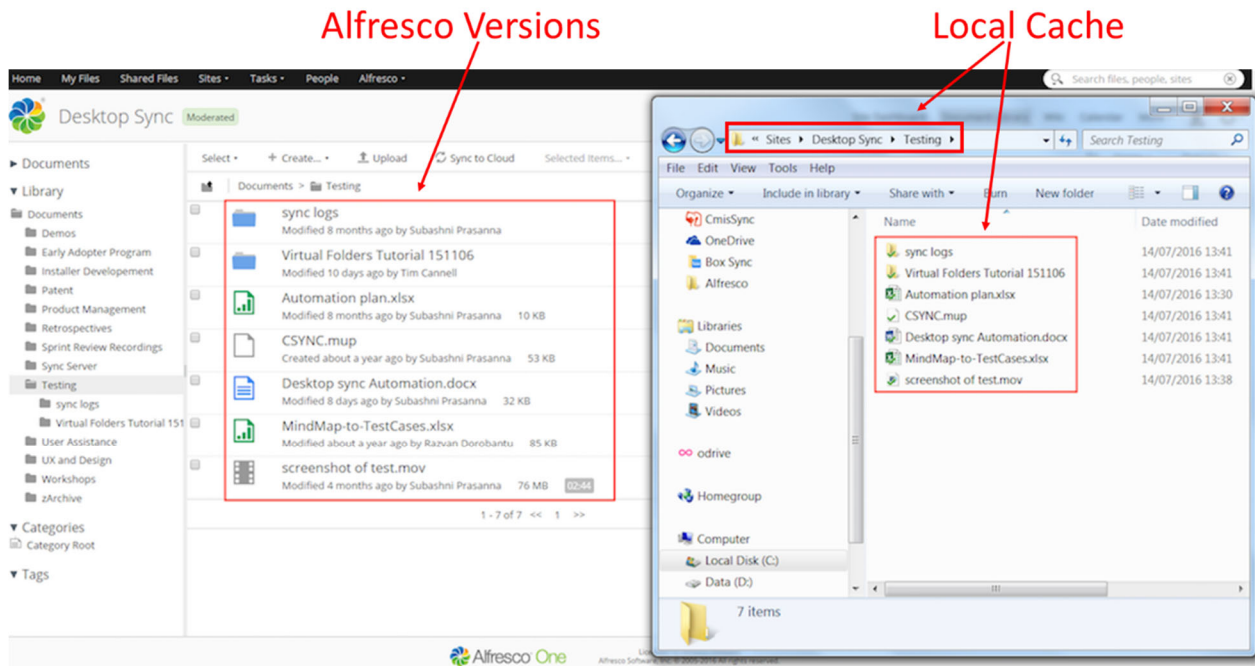 Alfresco Versions
Local Cache
Home My Files Shared Files Sites Tasks People Alfresco
Search files, people, sites
Desktop Sync Moderated
Documents
Library
Documents
Demos
Early Adopter Program
Installer Developement
Patent
Product Management
Retrospectives
Sprint Review Recordings
Sync Server
Testing
sync logs
Virtual Folders Tutorial 151
User Assistance
UX and Design
Workshops
zArchive
Categories
Category Root
Tags
Select + Create... Upload Sync to Cloud Selected Items...
Documents > Testing
sync logs
Modified 8 months ago by Subashni Prasanna
Virtual Folders Tutorial 151106
Modified 10 days ago by Tim Cannell
Automation plan.xlsx
Modified 8 months ago by Subashni Prasanna 10 KB
CSYNC.mup
Created about a year ago by Subashni Prasanna 53 KB
Desktop sync Automation.docx
Modified 8 days ago by Subashni Prasanna 32 KB
MindMap-to-TestCases.xlsx
Modified about a year ago by Razvan Dorobantu 85 KB
screenshot of test.mov
Modified 4 months ago by Subashni Prasanna 76 MB 02:44
1 - 7 of 7 << 1 >>
« Sites Desktop Sync Testing
Search Testing
File Edit View Tools Help
Organize Include in library Share with Burn New folder
CmisSync
OneDrive
Box Sync
Alfresco
Libraries
Documents
Music
Pictures
Videos
odrive
Homegroup
Computer
Local Disk (C:)
Data (D:)
Name Date modified
sync logs 14/07/2016 13:41
Virtual Folders Tutorial 151106 14/07/2016 13:41
Automation plan.xlsx 14/07/2016 13:30
CSYNC.mup 14/07/2016 13:41
Desktop sync Automation.docx 14/07/2016 13:41
MindMap-to-TestCases.xlsx 14/07/2016 13:41
screenshot of test.mov 14/07/2016 13:38
7 items
Alfresco One
Alfresco Software, Inc. © 2005-2016 All rights reserved.